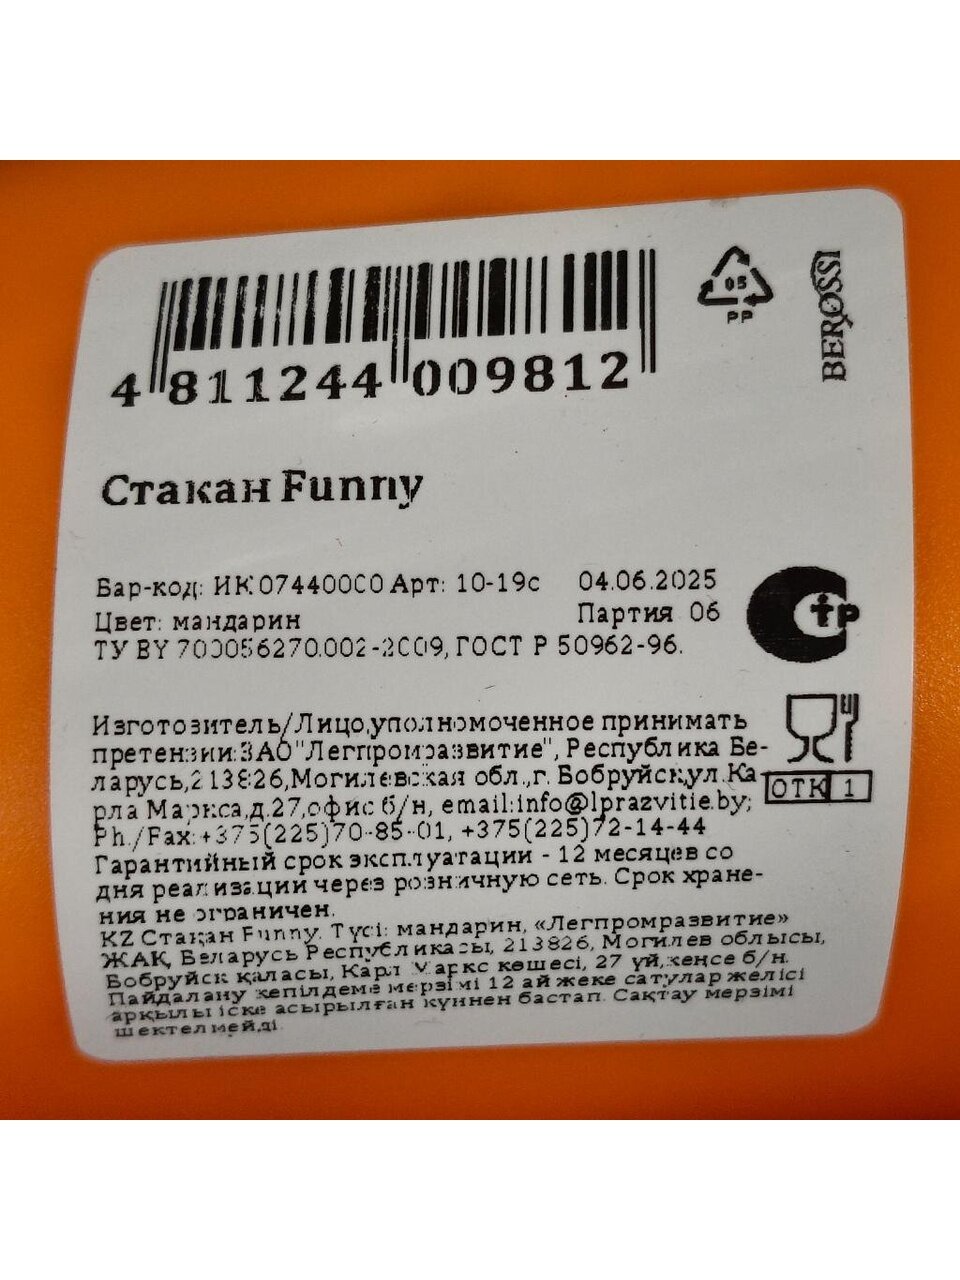 4 811244 009812
05
PP
BEROSSI
Стакан Funny
Бар-код: ИК07440000 Арт: 10-19с 04.06.2025
Цвет: мандарин Партия 06
ТУ BY 700056270.002-2009, ГОСТ Р 50962-96.
Изготовитель/Лицо,уполномоченное принимать
претензии:ЗАО"Легпромразвитие", Республика Бе-
ларусь,213826,Могилевская обл.,г. Бобруйск,ул.Ка-
рла Маркса,д.27,офис б/н, email:info@lprazvitie.by;
Ph./Fax:+375(225)70-85-01, +375(225)72-14-44
Гарантийный срок эксплуатации - 12 месяцев со
дня реализации через розничную сеть. Срок хране-
ния не ограничен.
KZ Стакан Funny. Түсі: мандарин, «Легпромразвитие»
ЖАҚ, Беларусь Республикасы, 213826, Могилев облысы,
Бобруйск қаласы, Карл Маркс көшесі, 27 үй,кеңсе б/н.
Пайдалану кепілдеме мерзімі 12 ай жеке сатулар желісі
арқылы іске асырылған күннен бастап. Сақтау мерзімі
шектелмейді.
СТР
ОТК 1